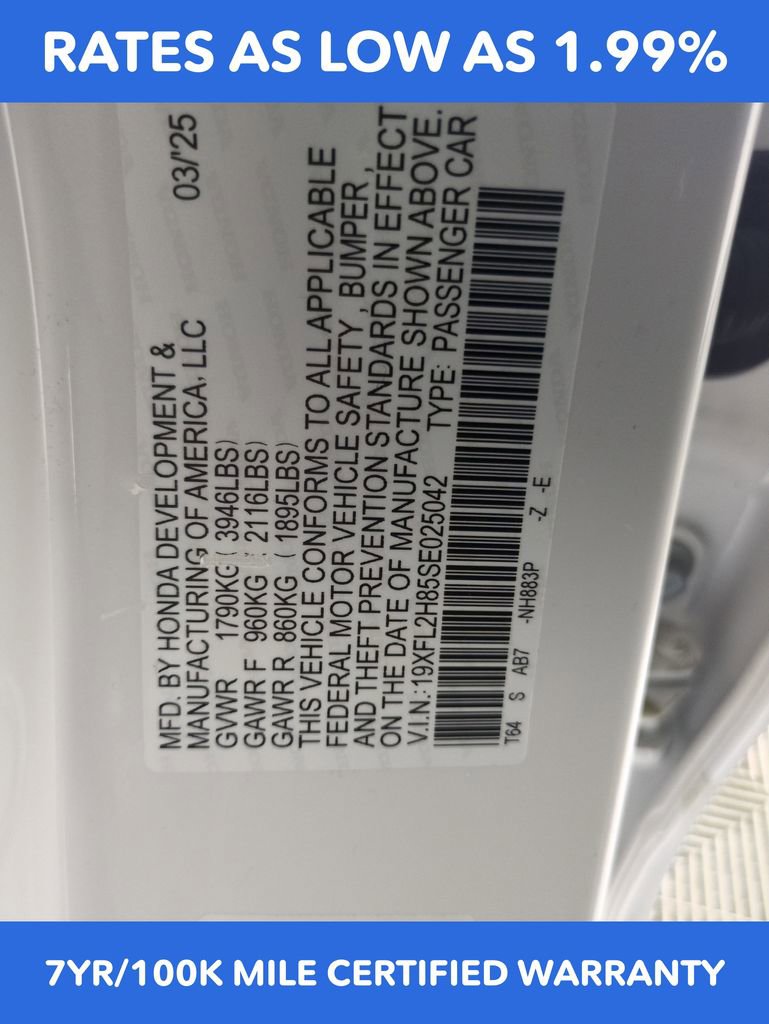 RATES AS LOW AS 1.99%
MFD. BY HONDA DEVELOPMENT & 03/'25
MANUFACTURING OF AMERICA, LLC
GVWR 1790KG ( 3946LBS)
GAWR F 960KG ( 2116LBS)
GAWR R 860KG ( 1895LBS)
THIS VEHICLE CONFORMS TO ALL APPLICABLE
FEDERAL MOTOR VEHICLE SAFETY , BUMPER ,
AND THEFT PREVENTION STANDARDS IN EFFECT
ON THE DATE OF MANUFACTURE SHOWN ABOVE.
V.I.N.:19XFL2H85SE025042 TYPE: PASSENGER CAR
T64 S AB7 -NH883P -Z -E
7YR/100K MILE CERTIFIED WARRANTY